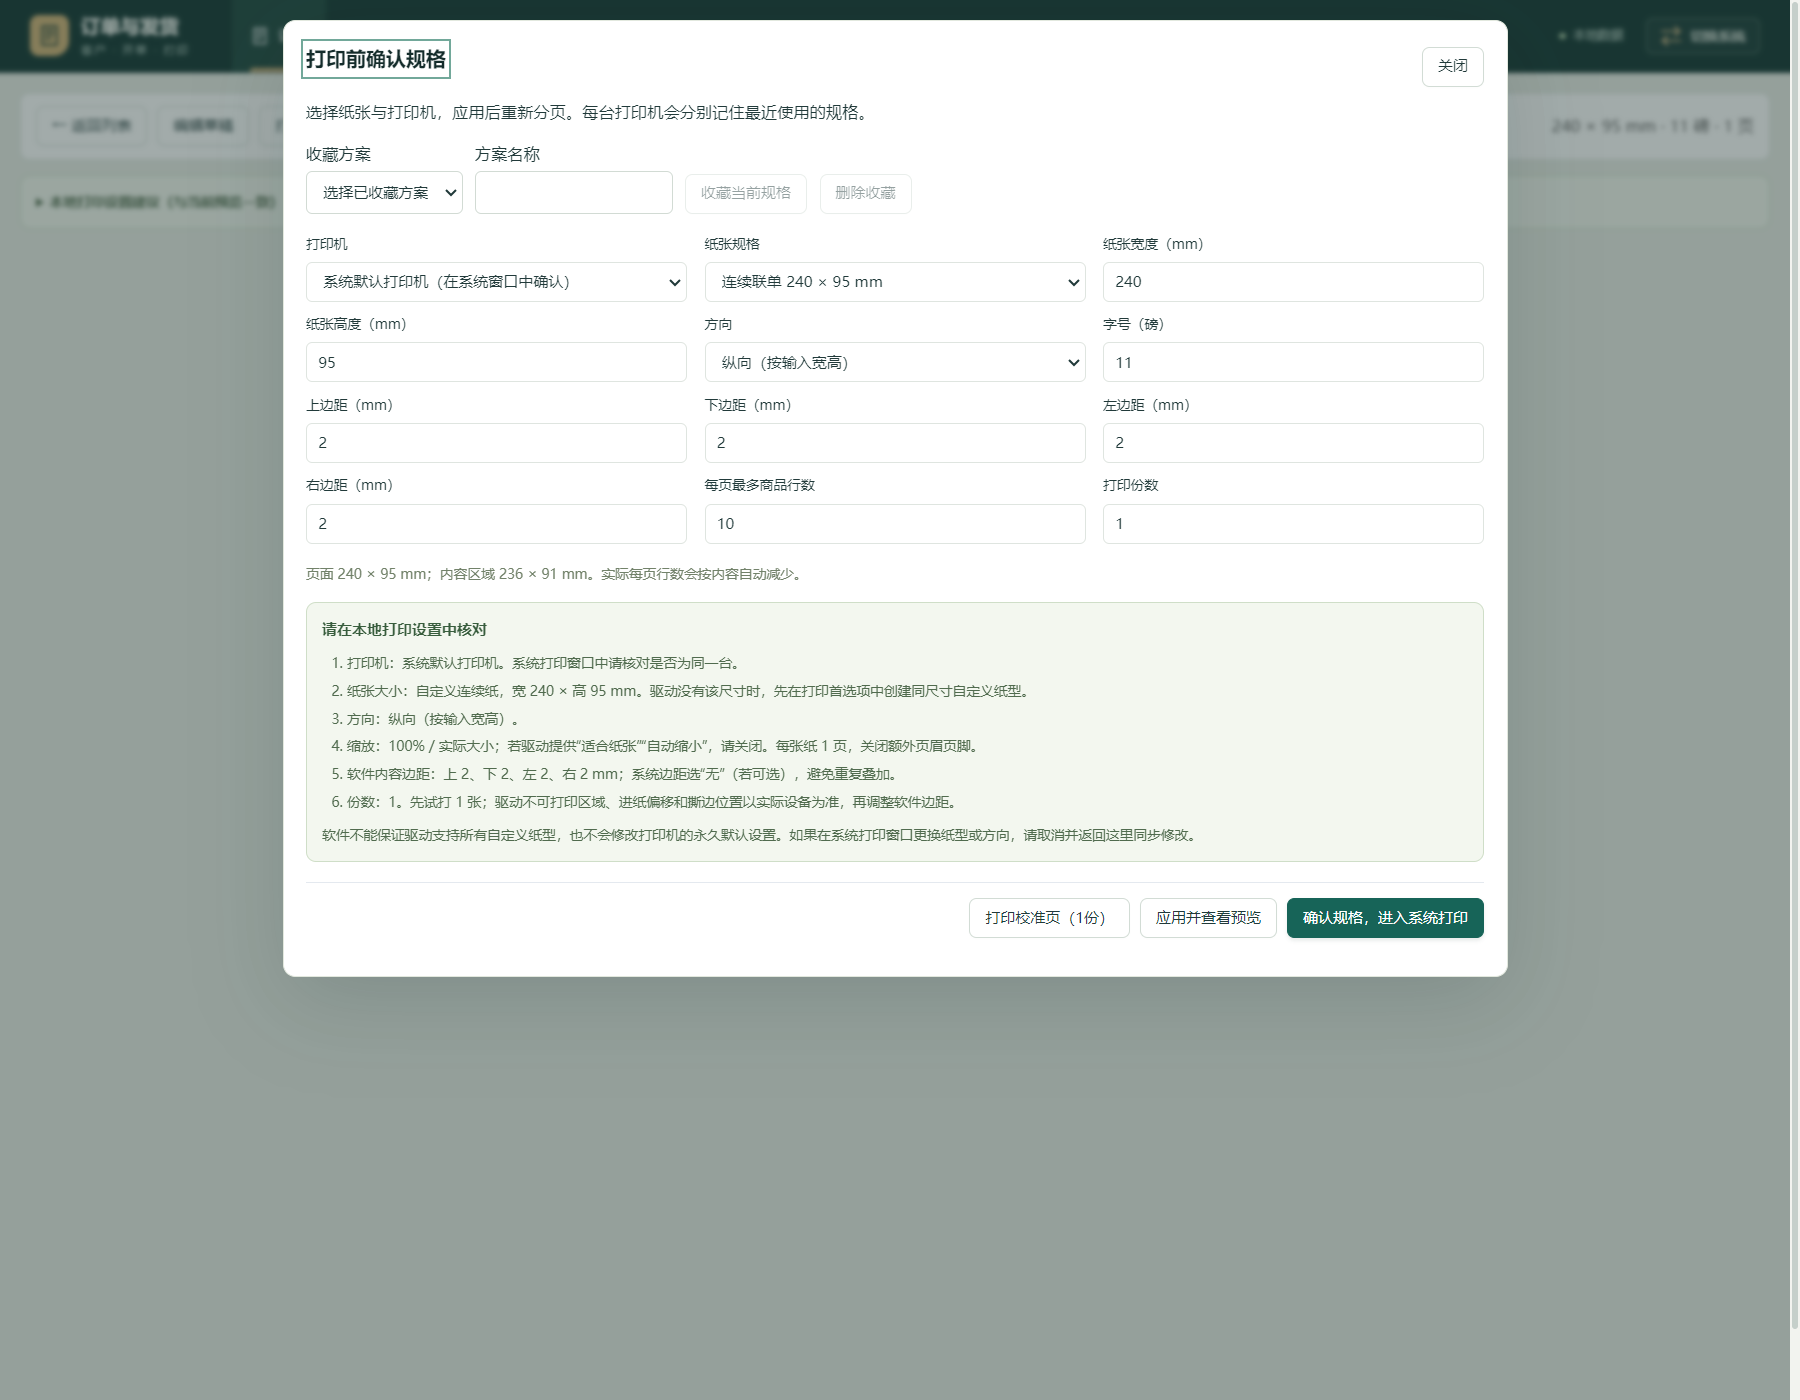 订单与发货
240 × 95 mm · 11 磅 · 1 页
← 返回列表
编辑单据
打印前确认规格
关闭
选择纸张与打印机，应用后重新分页。每台打印机会分别记住最近使用的规格。
收藏方案
方案名称
选择已收藏方案
收藏当前规格
删除收藏
打印机
纸张规格
纸张宽度（mm）
系统默认打印机（在系统窗口中确认）
连续联单 240 × 95 mm
240
纸张高度（mm）
方向
字号（磅）
95
纵向（按输入宽高）
11
上边距（mm）
下边距（mm）
左边距（mm）
2
2
2
右边距（mm）
每页最多商品行数
打印份数
2
10
1
页面 240 × 95 mm；内容区域 236 × 91 mm。实际每页行数会按内容自动减少。
请在本地打印设置中核对
1. 打印机：系统默认打印机。系统打印窗口中请核对是否为同一台。
2. 纸张大小：自定义连续纸，宽 240 × 高 95 mm。驱动没有该尺寸时，先在打印首选项中创建同尺寸自定义纸型。
3. 方向：纵向（按输入宽高）。
4. 缩放：100% / 实际大小；若驱动提供“适合纸张”“自动缩小”，请关闭。每张纸 1 页，关闭额外页眉页脚。
5. 软件内容边距：上 2、下 2、左 2、右 2 mm；系统边距选“无”（若可选），避免重复叠加。
6. 份数：1。先试打 1 张；驱动不可打印区域、进纸偏移和撕边位置以实际设备为准，再调整软件边距。
软件不能保证驱动支持所有自定义纸型，也不会修改打印机的永久默认设置。如果在系统打印窗口更换纸型或方向，请取消并返回这里同步修改。
打印校准页（1份）
应用并查看预览
确认规格，进入系统打印